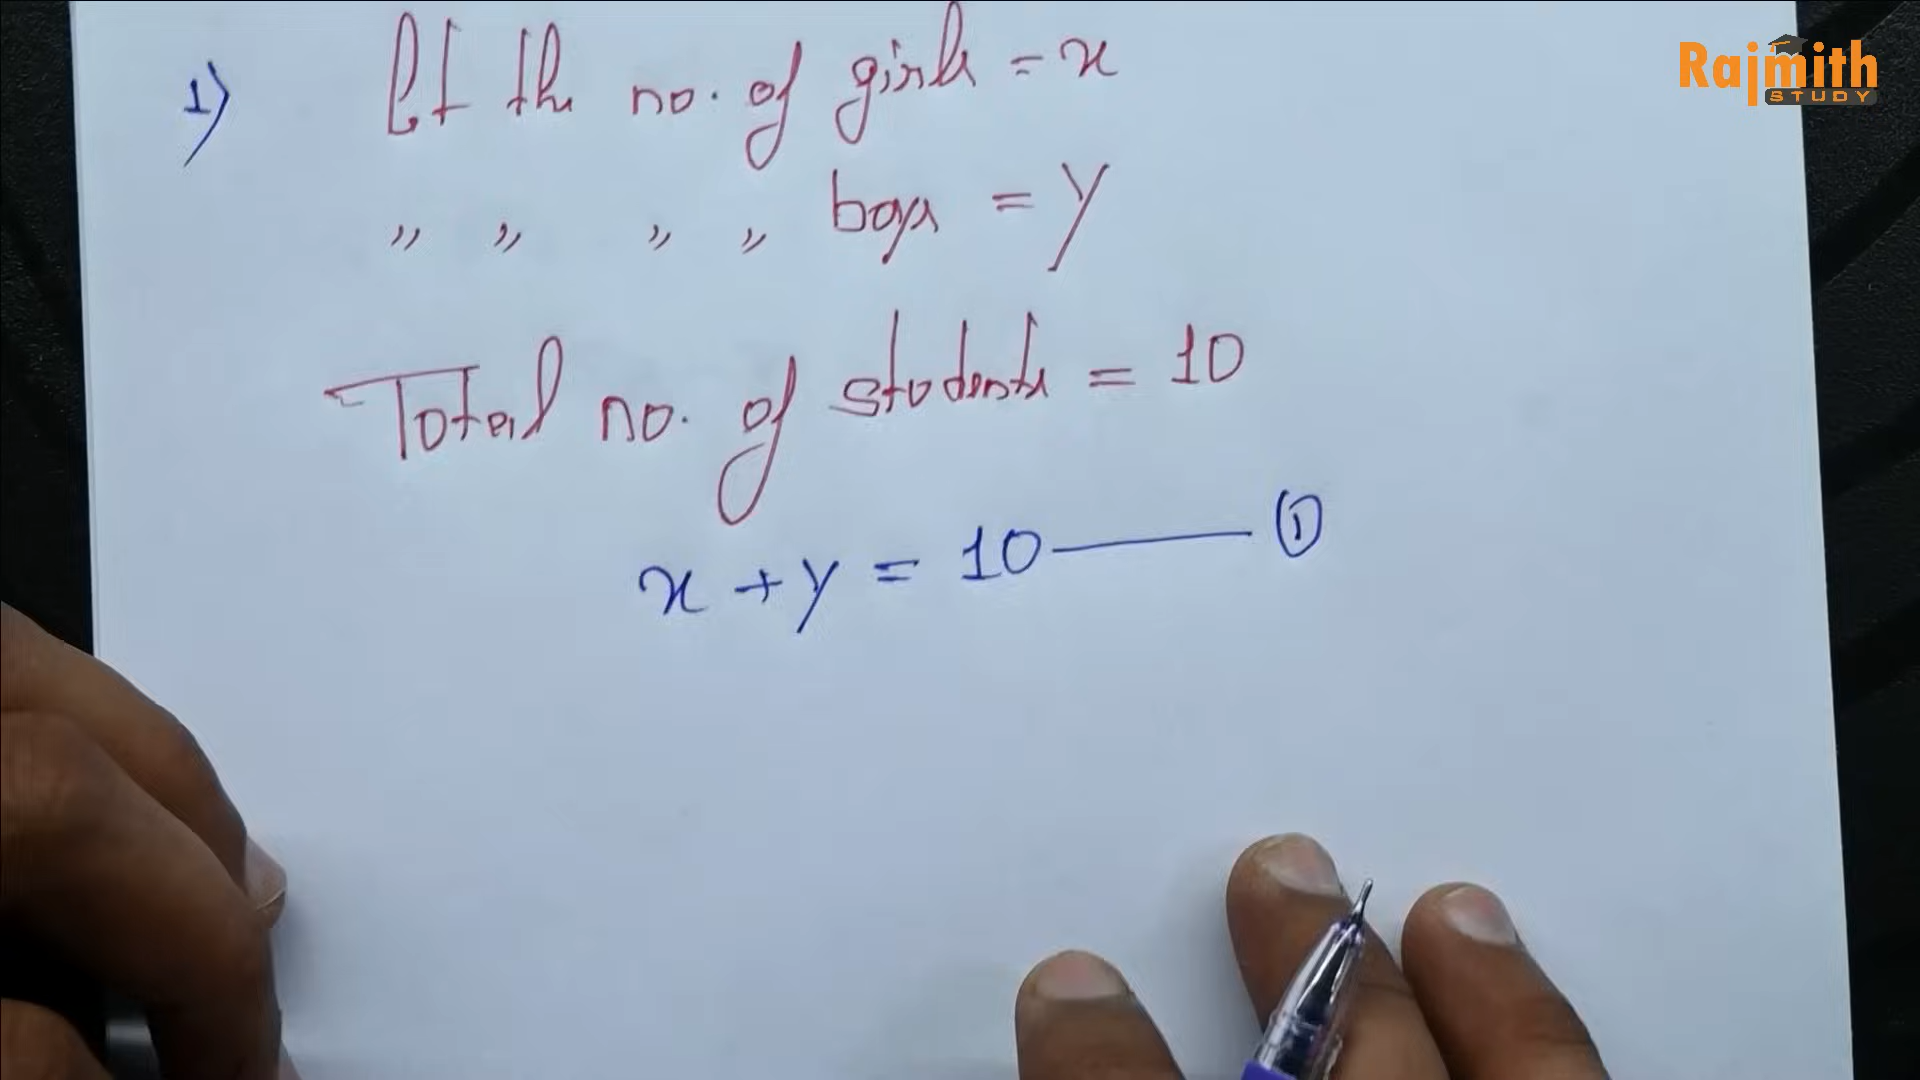 Rajmith
STUDY
1) let the no. of girls = x
„ „ „ „ boys = y
Total no. of students = 10
x + y = 10 —— ①